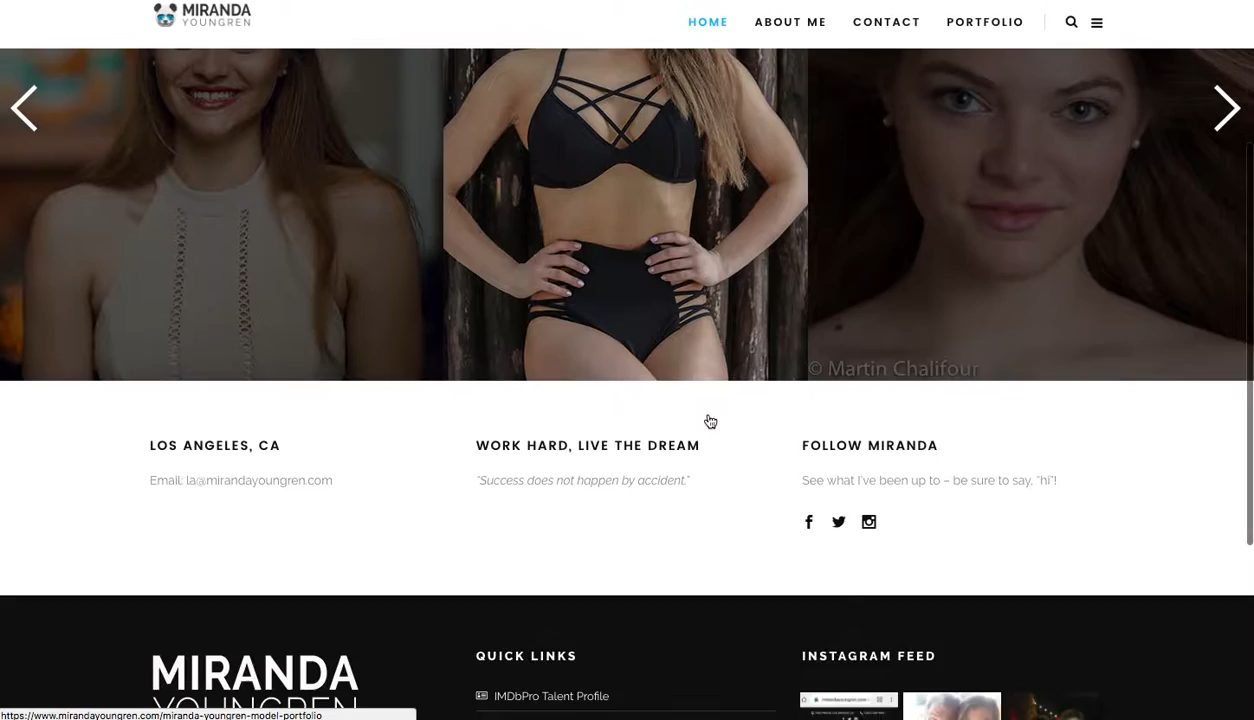 MIRANDA
YOUNGREN
HOME
ABOUT ME
CONTACT
PORTFOLIO
© Martin Chalifour
LOS ANGELES, CA
Email: la@mirandayoungren.com
WORK HARD, LIVE THE DREAM
"Success does not happen by accident."
FOLLOW MIRANDA
See what I've been up to – be sure to say, "hi"!
MIRANDA
YOUNGREN
QUICK LINKS
IMDbPro Talent Profile
INSTAGRAM FEED
https://www.mirandayoungren.com/miranda-youngren-model-portfolio